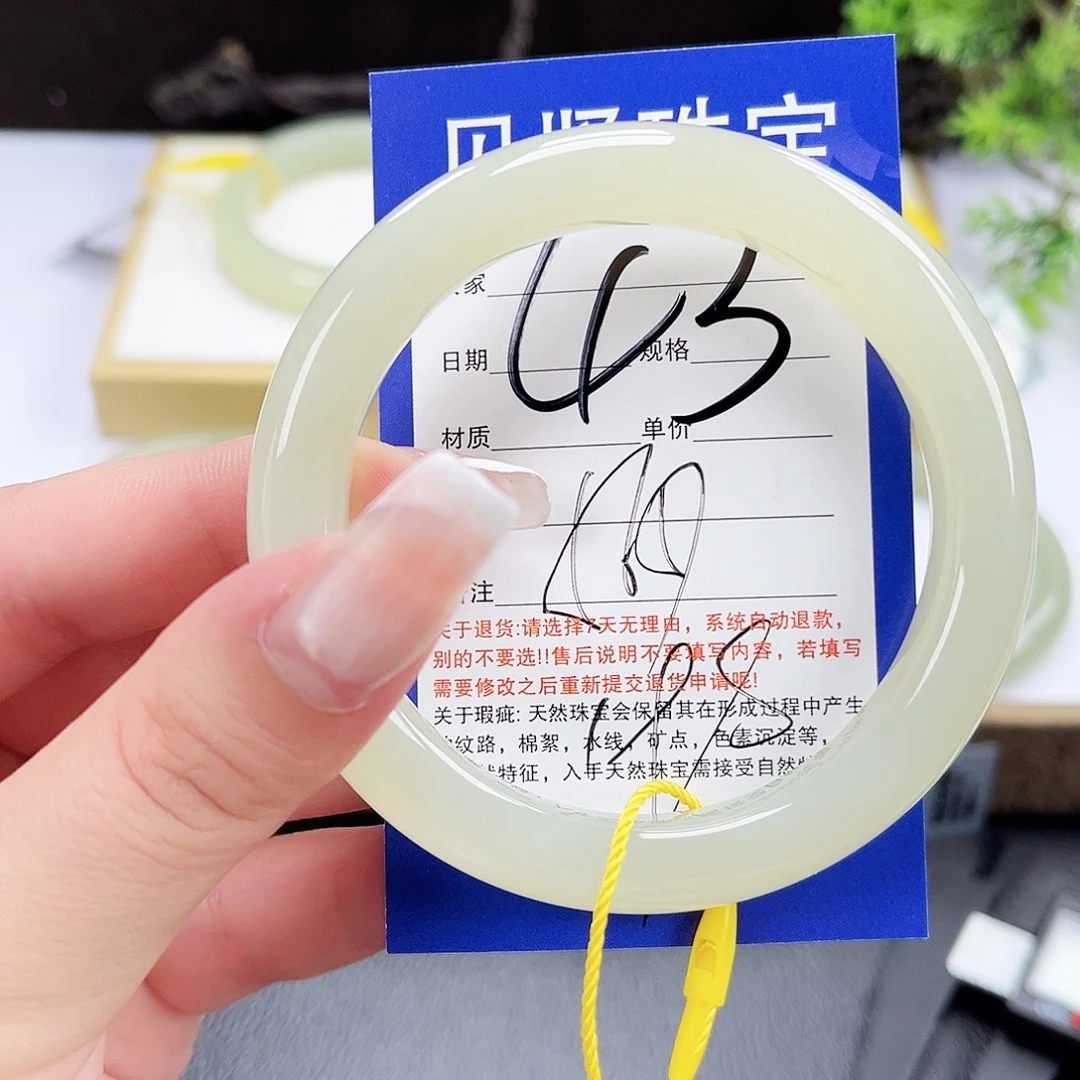 珠宝
家 43
日期 规格
材质 单价
注
关于退货:请选择7天无理由，系统自动退款，
别的不要选!!售后说明不要填写内容，若填写
需要修改之后重新提交退货申请呢!
198
关于瑕疵: 天然珠宝会保留其在形成过程中产生
纹路，棉絮，水线，矿点，色素沉淀等，
特征，入手天然珠宝需接受自然